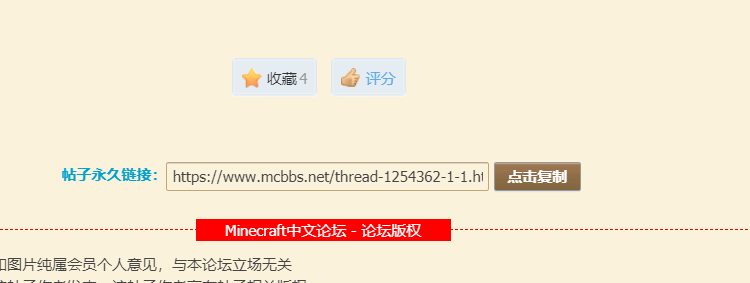 收藏 4 评分
帖子永久链接: https://www.mcbbs.net/thread-1254362-1-1.ht 点击复制
Minecraft中文论坛 - 论坛版权
如图片纯属会员个人意见，与本论坛立场无关